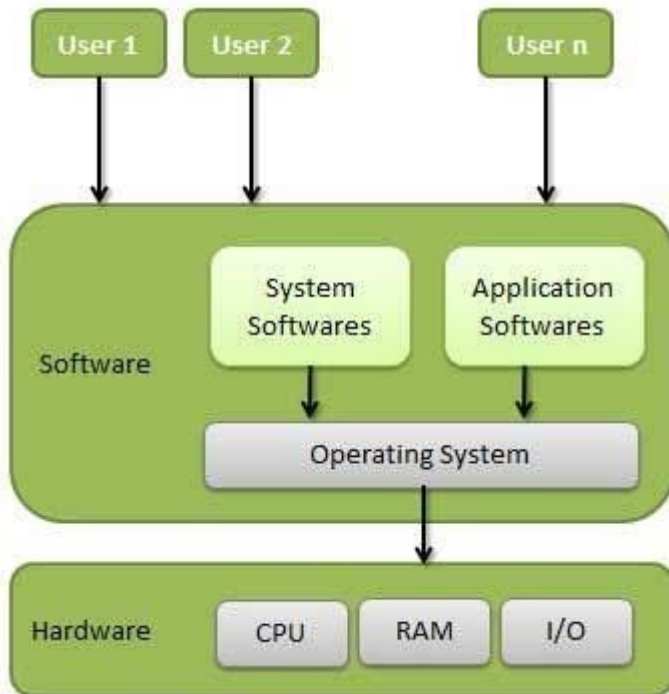 User 1
User 2
User n
System
Softwares
Application
Softwares
Software
Operating System
Hardware
CPU
RAM
I/O